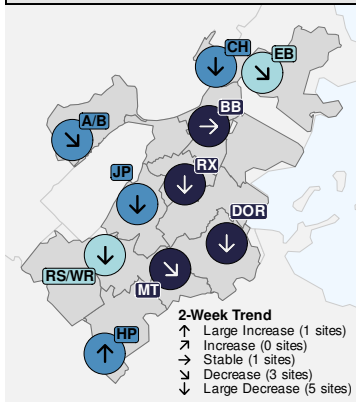 CH
EB
BB
A/B
RX
JP
DOR
RS/WR
MT
HP
2-Week Trend
↑ Large Increase (1 sites)
↗ Increase (0 sites)
→ Stable (1 sites)
↘ Decrease (3 sites)
↓ Large Decrease (5 sites)